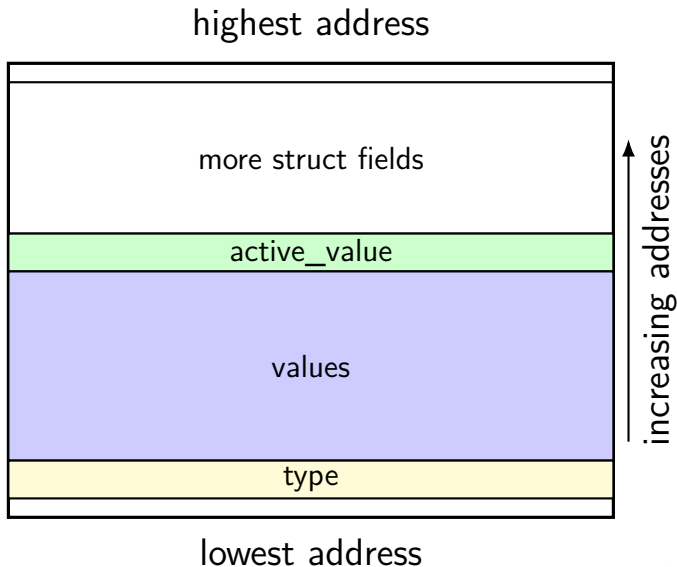 highest address
more struct fields
active_value
values
type
lowest address
increasing addresses